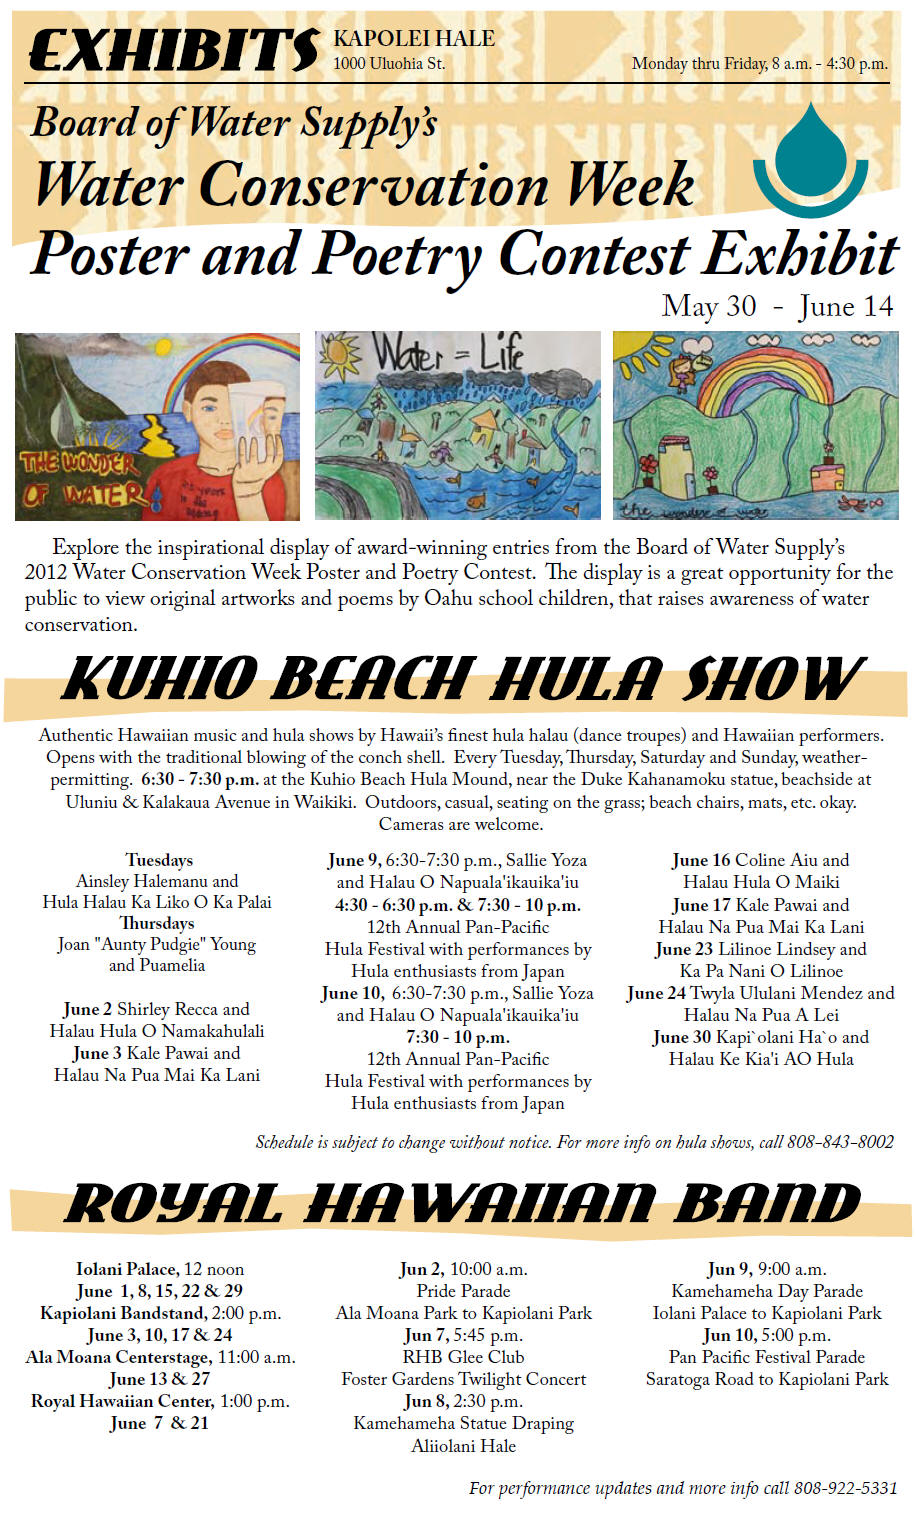 EXHIBITS
KAPOLEI HALE
1000 Uluohia St.
Monday thru Friday, 8 a.m. - 4:30 p.m.
Board of Water Supply's
Water Conservation Week
Poster and Poetry Contest Exhibit
May 30 - June 14
THE WONDER
OF WATER
Water = Life
the wonders of water
Explore the inspirational display of award-winning entries from the Board of Water Supply's
2012 Water Conservation Week Poster and Poetry Contest. The display is a great opportunity for the
public to view original artworks and poems by Oahu school children, that raises awareness of water
conservation.
KUHIO BEACH HULA SHOW
Authentic Hawaiian music and hula shows by Hawaii's finest hula halau (dance troupes) and Hawaiian performers.
Opens with the traditional blowing of the conch shell. Every Tuesday, Thursday, Saturday and Sunday, weather-
permitting. 6:30 - 7:30 p.m. at the Kuhio Beach Hula Mound, near the Duke Kahanamoku statue, beachside at
Uluniu & Kalakaua Avenue in Waikiki. Outdoors, casual, seating on the grass; beach chairs, mats, etc. okay.
Cameras are welcome.
Tuesdays
Ainsley Halemanu and
Hula Halau Ka Liko O Ka Palai
Thursdays
Joan "Aunty Pudgie" Young
and Puamelia
June 2 Shirley Recca and
Halau Hula O Namakahulali
June 3 Kale Pawai and
Halau Na Pua Mai Ka Lani
June 9, 6:30-7:30 p.m., Sallie Yoza
and Halau O Napuala'ikauika'iu
4:30 - 6:30 p.m. & 7:30 - 10 p.m.
12th Annual Pan-Pacific
Hula Festival with performances by
Hula enthusiasts from Japan
June 10, 6:30-7:30 p.m., Sallie Yoza
and Halau O Napuala'ikauika'iu
7:30 - 10 p.m.
12th Annual Pan-Pacific
Hula Festival with performances by
Hula enthusiasts from Japan
June 16 Coline Aiu and
Halau Hula O Maiki
June 17 Kale Pawai and
Halau Na Pua Mai Ka Lani
June 23 Lilinoe Lindsey and
Ka Pa Nani O Lilinoe
June 24 Twyla Ululani Mendez and
Halau Na Pua A Lei
June 30 Kapi`olani Ha`o and
Halau Ke Kia'i AO Hula
Schedule is subject to change without notice. For more info on hula shows, call 808-843-8002
ROYAL HAWAIIAN BAND
Iolani Palace, 12 noon
June 1, 8, 15, 22 & 29
Kapiolani Bandstand, 2:00 p.m.
June 3, 10, 17 & 24
Ala Moana Centerstage, 11:00 a.m.
June 13 & 27
Royal Hawaiian Center, 1:00 p.m.
June 7 & 21
Jun 2, 10:00 a.m.
Pride Parade
Ala Moana Park to Kapiolani Park
Jun 7, 5:45 p.m.
RHB Glee Club
Foster Gardens Twilight Concert
Jun 8, 2:30 p.m.
Kamehameha Statue Draping
Aliiolani Hale
Jun 9, 9:00 a.m.
Kamehameha Day Parade
Iolani Palace to Kapiolani Park
Jun 10, 5:00 p.m.
Pan Pacific Festival Parade
Saratoga Road to Kapiolani Park
For performance updates and more info call 808-922-5331